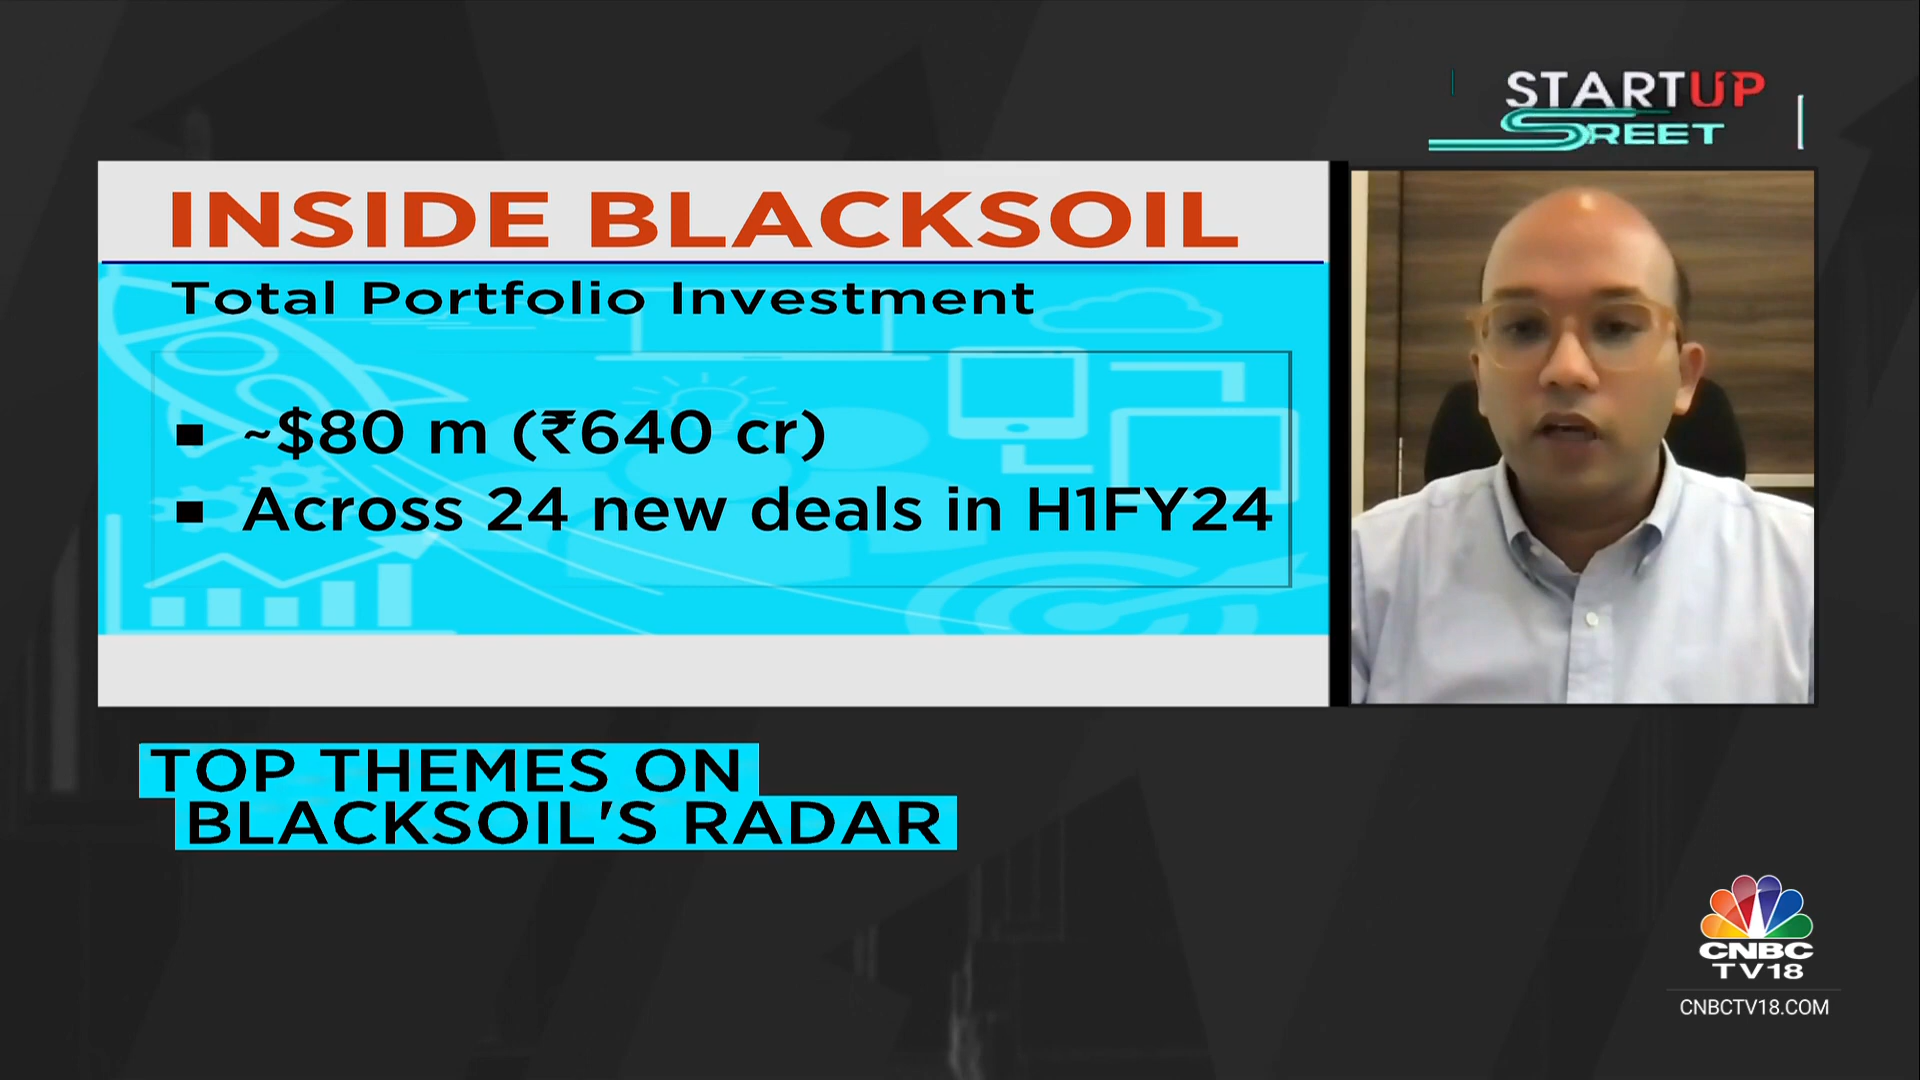 STARTUP
STREET
INSIDE BLACKSOIL
Total Portfolio Investment
▪ ~$80 m (₹640 cr)
▪ Across 24 new deals in H1FY24
TOP THEMES ON
BLACKSOIL'S RADAR
CNBC
TV18
CNBCTV18.COM